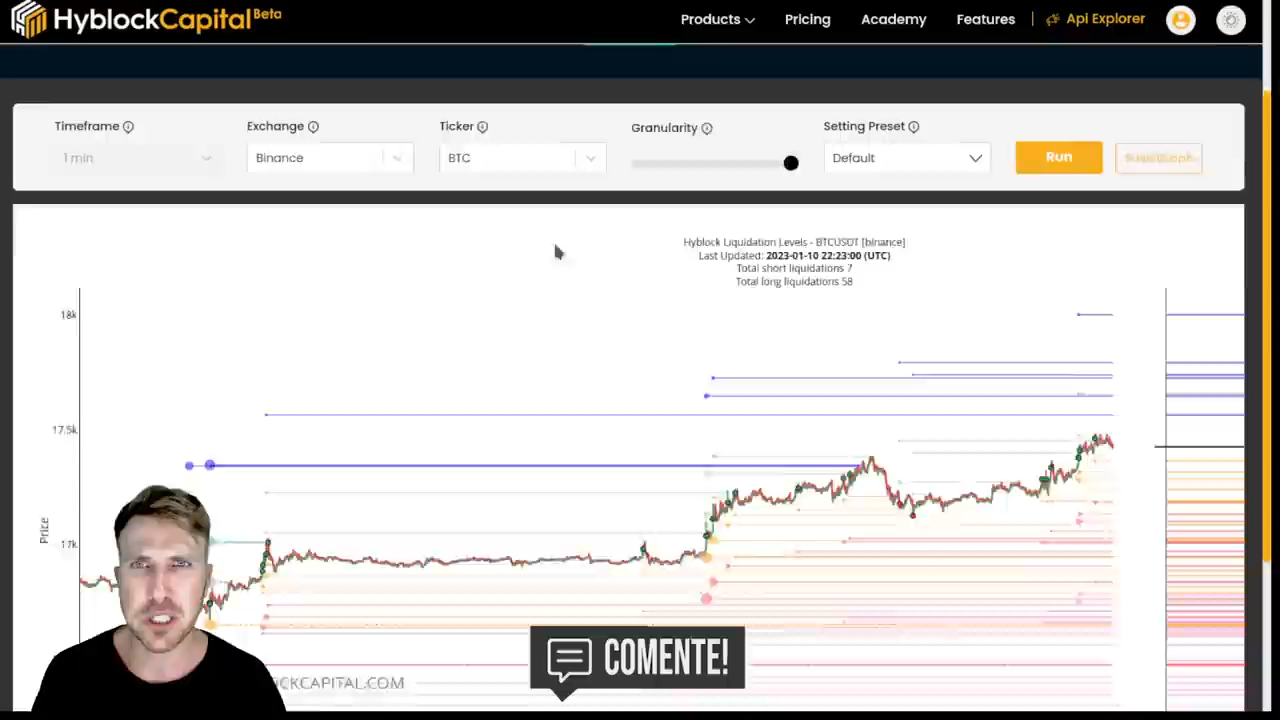 HyblockCapital Beta
Products Pricing Academy Features Api Explorer
Timeframe Exchange Ticker Granularity Setting Preset
1 min Binance BTC Default Run
Hyblock Liquidation Levels - BTCUSDT [binance]
Last Updated: 2023-01-10 22:23:00 (UTC)
Total short liquidations 7
Total long liquidations 58
18k
17.5k
17k
Price
COMENTE!
OCKCAPITAL.COM